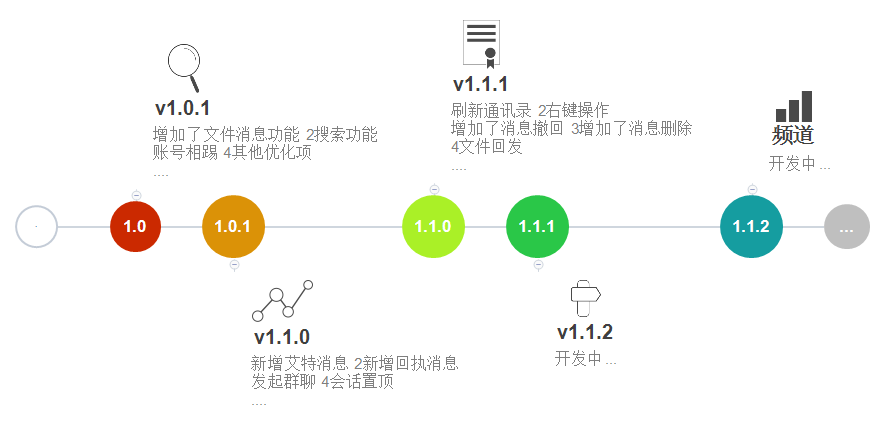 v1.0.1
增加了文件消息功能 2搜索功能
账号相踢 4其他优化项
....
v1.1.1
刷新通讯录 2右键操作
增加了消息撤回 3增加了消息删除
4文件回发
....
频道
开发中 ...
-
1.0
1.0.1
1.1.0
1.1.1
1.1.2
...
v1.1.0
新增艾特消息 2新增回执消息
发起群聊 4会话置顶
....
v1.1.2
开发中 ...